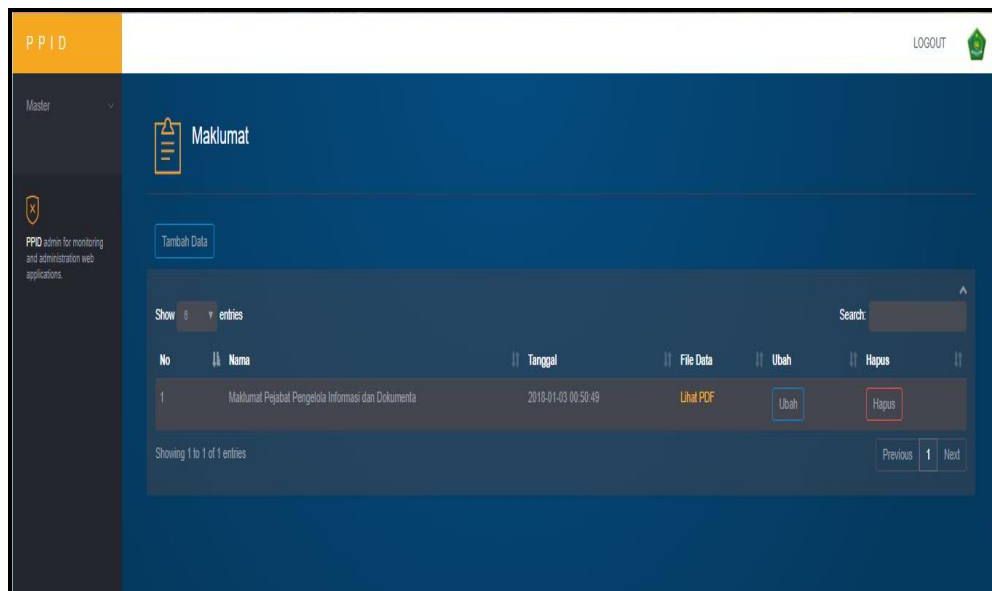 PPID
LOGOUT
Master
Maklumat
PPID admin for monitoring
and administration web
applications.
Tambah Data
Show 6 entries
Search:
No Nama Tanggal File Data Ubah Hapus
1 Maklumat Pejabat Pengelola Informasi dan Dokumenta 2018-01-03 00:50:49 Lihat PDF Ubah Hapus
Showing 1 to 1 of 1 entries
Previous 1 Next